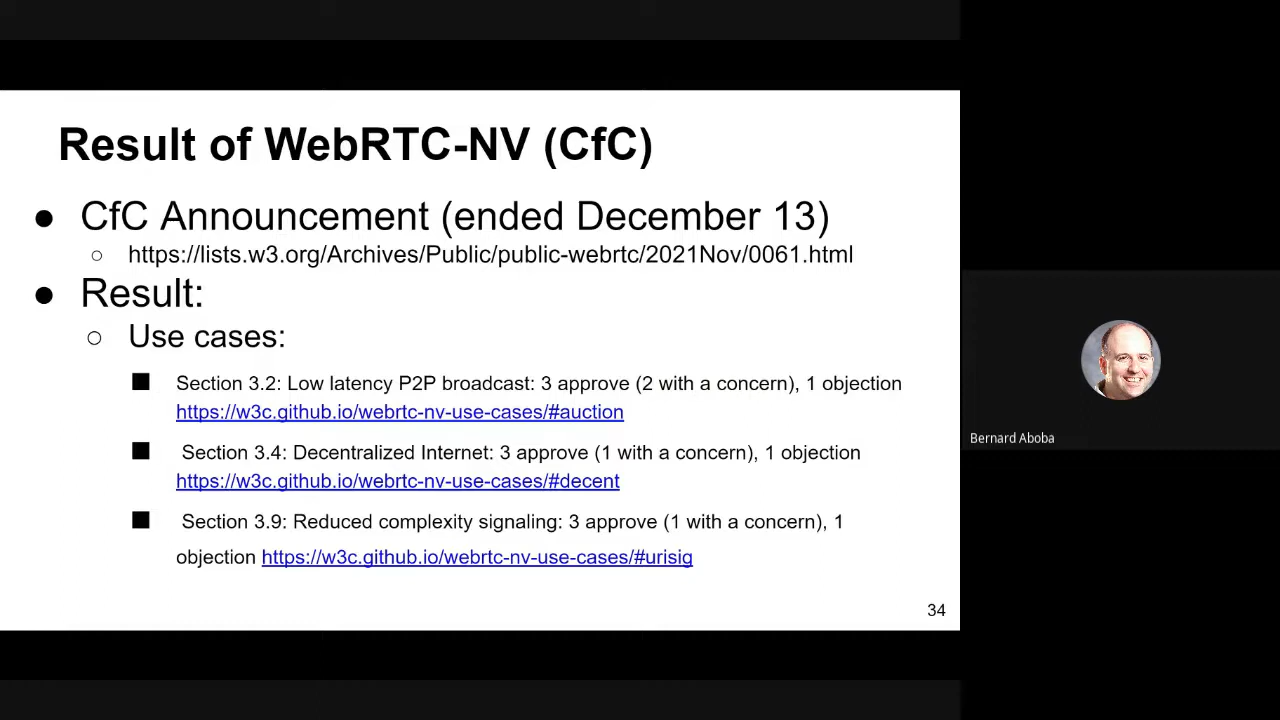 Result of WebRTC-NV (CfC)
● CfC Announcement (ended December 13)
○ https://lists.w3.org/Archives/Public/public-webrtc/2021Nov/0061.html
● Result:
○ Use cases:
■ Section 3.2: Low latency P2P broadcast: 3 approve (2 with a concern), 1 objection
https://w3c.github.io/webrtc-nv-use-cases/#auction
■ Section 3.4: Decentralized Internet: 3 approve (1 with a concern), 1 objection
https://w3c.github.io/webrtc-nv-use-cases/#decent
■ Section 3.9: Reduced complexity signaling: 3 approve (1 with a concern), 1
objection https://w3c.github.io/webrtc-nv-use-cases/#urisig
34
Bernard Aboba